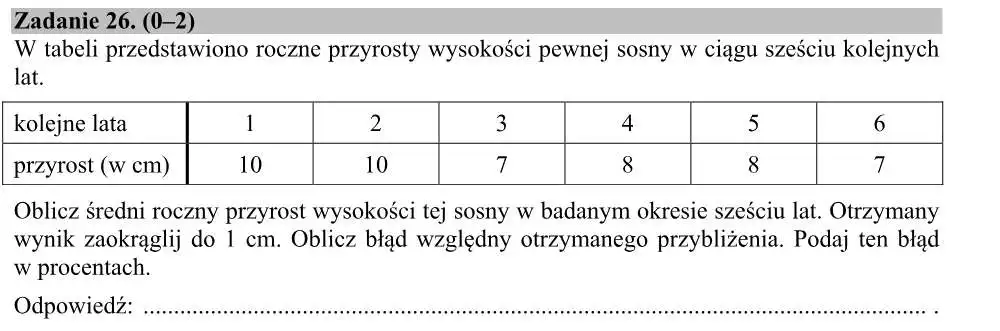 Zadanie 26. (0–2)
W tabeli przedstawiono roczne przyrosty wysokości pewnej sosny w ciągu sześciu kolejnych
lat.
kolejne lata 1 2 3 4 5 6
przyrost (w cm) 10 10 7 8 8 7
Oblicz średni roczny przyrost wysokości tej sosny w badanym okresie sześciu lat. Otrzymany
wynik zaokrąglij do 1 cm. Oblicz błąd względny otrzymanego przybliżenia. Podaj ten błąd
w procentach.
Odpowiedź: ................................................................................................................................ .